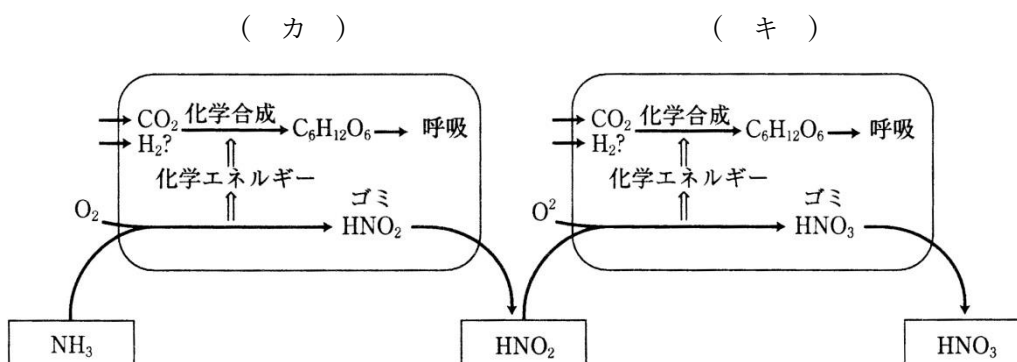 ( カ ) ( キ )
CO₂ 化学合成 C₆H₁₂O₆ 呼吸 CO₂ 化学合成 C₆H₁₂O₆ 呼吸
H₂? H₂?
化学エネルギー 化学エネルギー
ゴミ ゴミ
O₂ HNO₂ O² HNO₃
NH₃ HNO₂ HNO₃